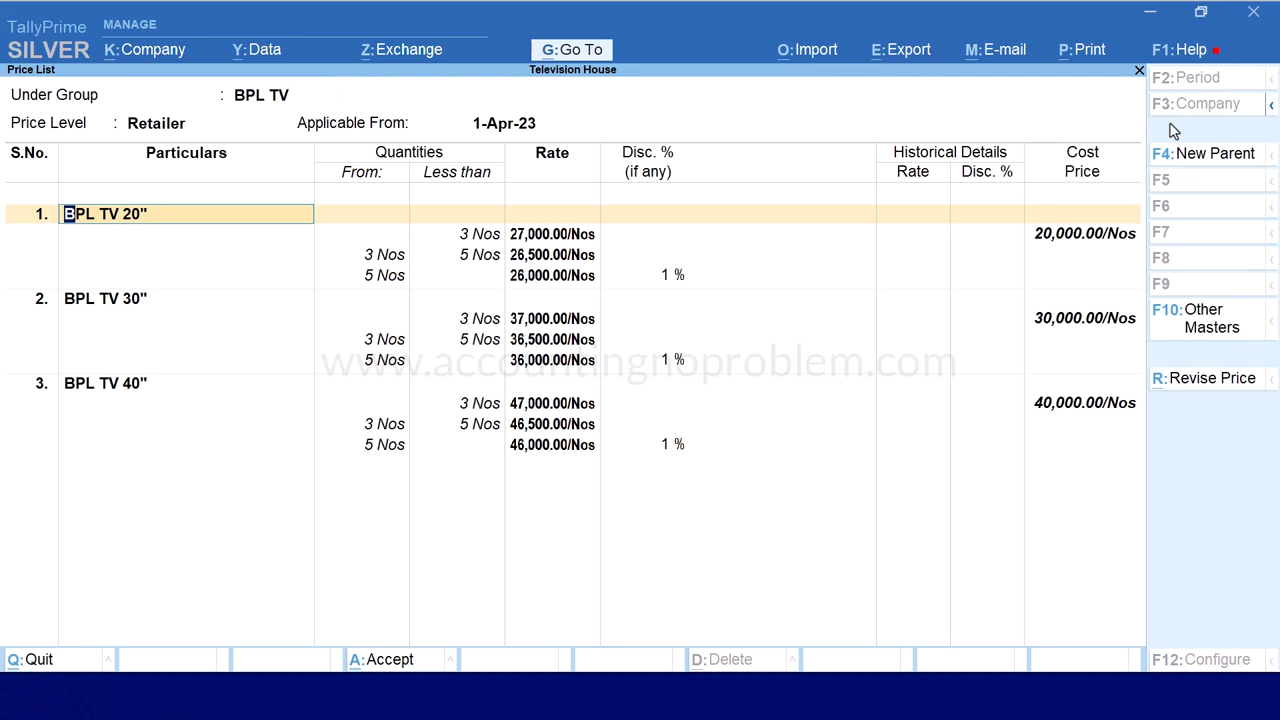 TallyPrime MANAGE
SILVER K:Company Y:Data Z:Exchange G:Go To O:Import E:Export M:E-mail P:Print F1:Help
Price List Television House
Under Group : BPL TV
Price Level : Retailer Applicable From: 1-Apr-23
S.No. Particulars Quantities Rate Disc. % Historical Details Cost
From: Less than (if any) Rate Disc. % Price
1. BPL TV 20"
3 Nos 27,000.00/Nos 20,000.00/Nos
3 Nos 5 Nos 26,500.00/Nos
5 Nos 26,000.00/Nos 1 %
2. BPL TV 30"
3 Nos 37,000.00/Nos 30,000.00/Nos
3 Nos 5 Nos 36,500.00/Nos
5 Nos 36,000.00/Nos 1 %
www.accountingnoproblem.com
3. BPL TV 40"
3 Nos 47,000.00/Nos 40,000.00/Nos
3 Nos 5 Nos 46,500.00/Nos
5 Nos 46,000.00/Nos 1 %
F2:Period
F3:Company
F4:New Parent
F5
F6
F7
F8
F9
F10:Other
Masters
R:Revise Price
Q:Quit A:Accept D:Delete F12:Configure